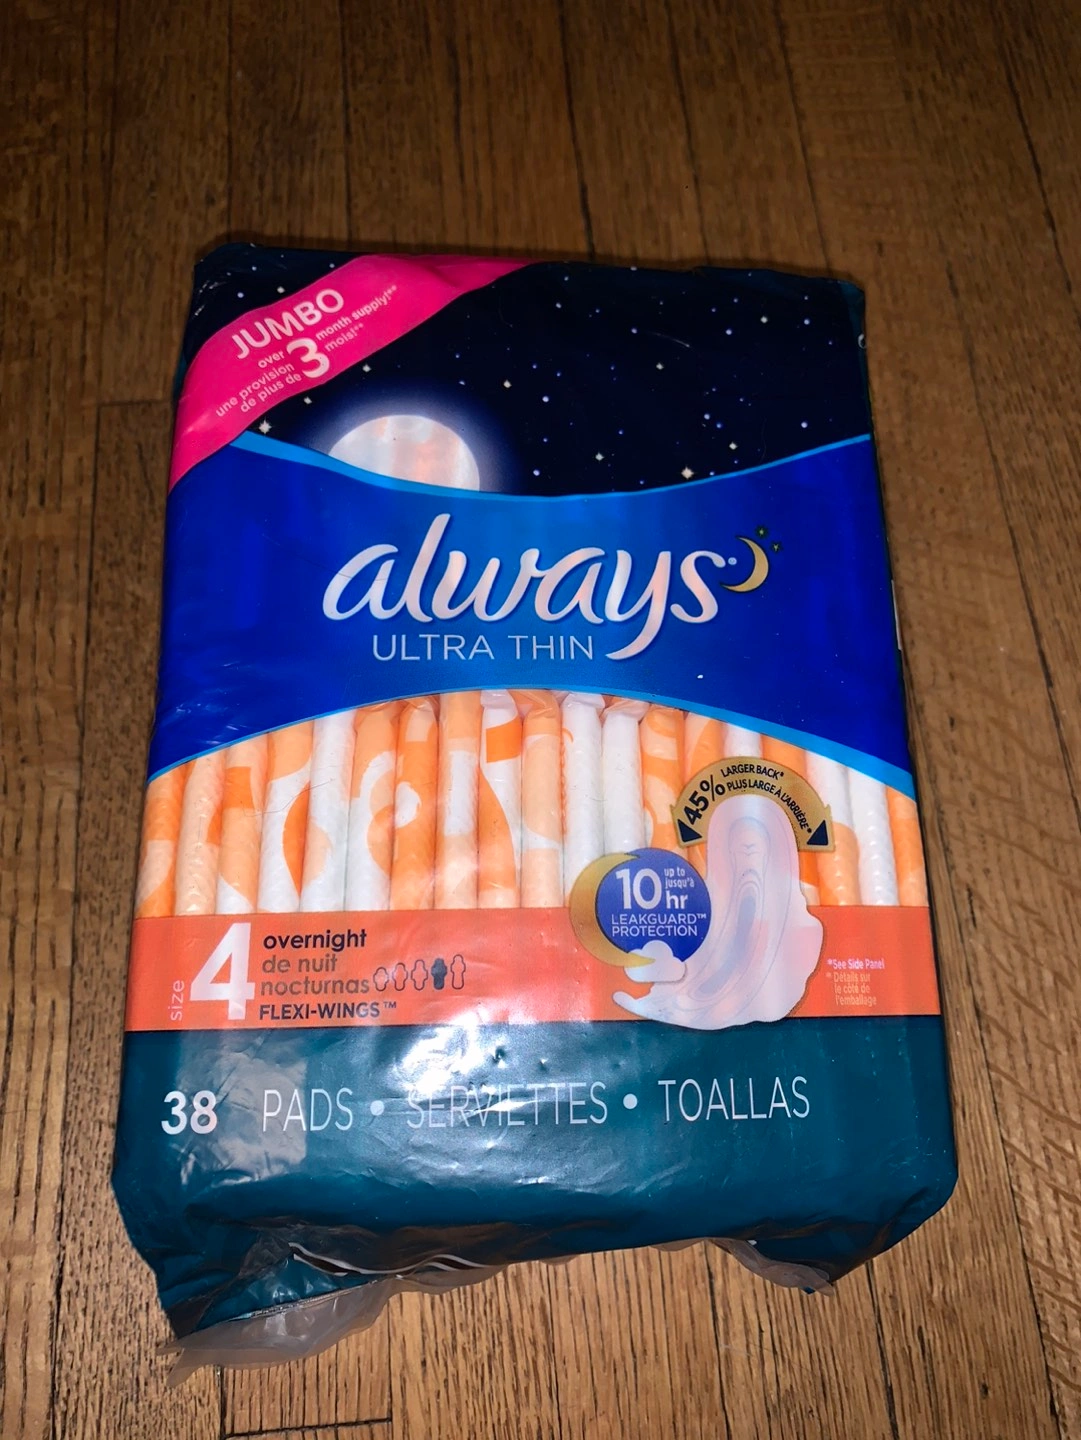 JUMBO
over 3 month supply!**
une provision
de plus de 3 mois!**
always
ULTRA THIN
45% LARGER BACK*
PLUS LARGE À L'ARRIÈRE*
10 hr
up to
jusqu'à
LEAKGUARD™
PROTECTION
size 4
overnight
de nuit
nocturnas
FLEXI-WINGS™
*See Side Panel
*Détails sur
le côté de
l'emballage
38 PADS • SERVIETTES • TOALLAS